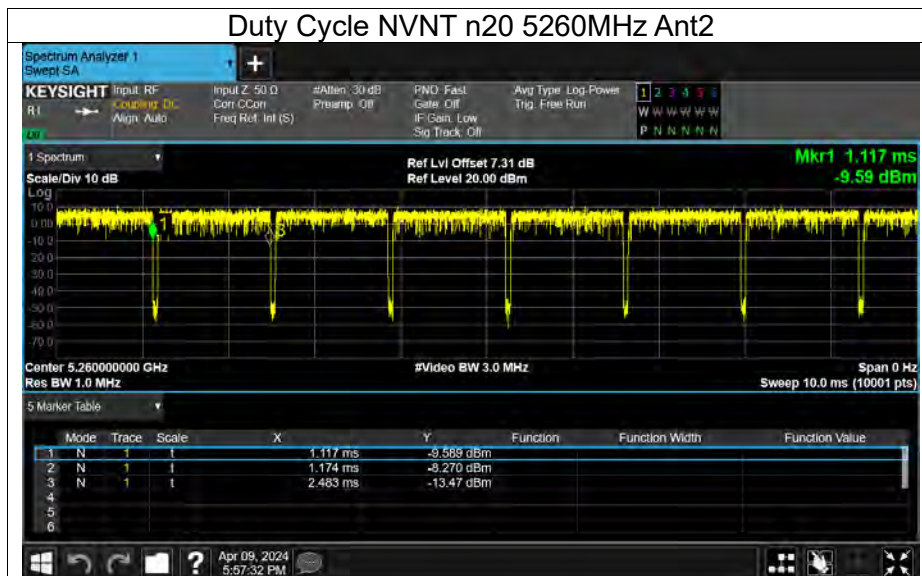 Duty Cycle NVNT n20 5260MHz Ant2
Spectrum Analyzer 1
Swept SA
+
KEYSIGHT Input: RF Input Z: 50 Ω #Atten: 30 dB PNO: Fast Avg Type: Log-Power 1 2 3 4 5 6
Coupling: DC Corr CCorr Preamp: Off Gate: Off Trig: Free Run W W W W W W
Align: Auto Freq Ref: Int (S) IF Gain: Low P N N N N N
Sig Track: Off
1 Spectrum
Ref Lvl Offset 7.31 dB Mkr1 1.117 ms
Scale/Div 10 dB Ref Level 20.00 dBm -9.59 dBm
Log
10.0
0.00
-10.0
-20.0
-30.0
-40.0
-50.0
-60.0
-70.0
1
3
Center 5.260000000 GHz #Video BW 3.0 MHz Span 0 Hz
Res BW 1.0 MHz Sweep 10.0 ms (10001 pts)
5 Marker Table
Mode Trace Scale X Y Function Function Width Function Value
1 N 1 t 1.117 ms -9.589 dBm
2 N 1 t 1.174 ms -8.270 dBm
3 N 1 t 2.483 ms -13.47 dBm
4
5
6
? Apr 09, 2024
5:57:32 PM